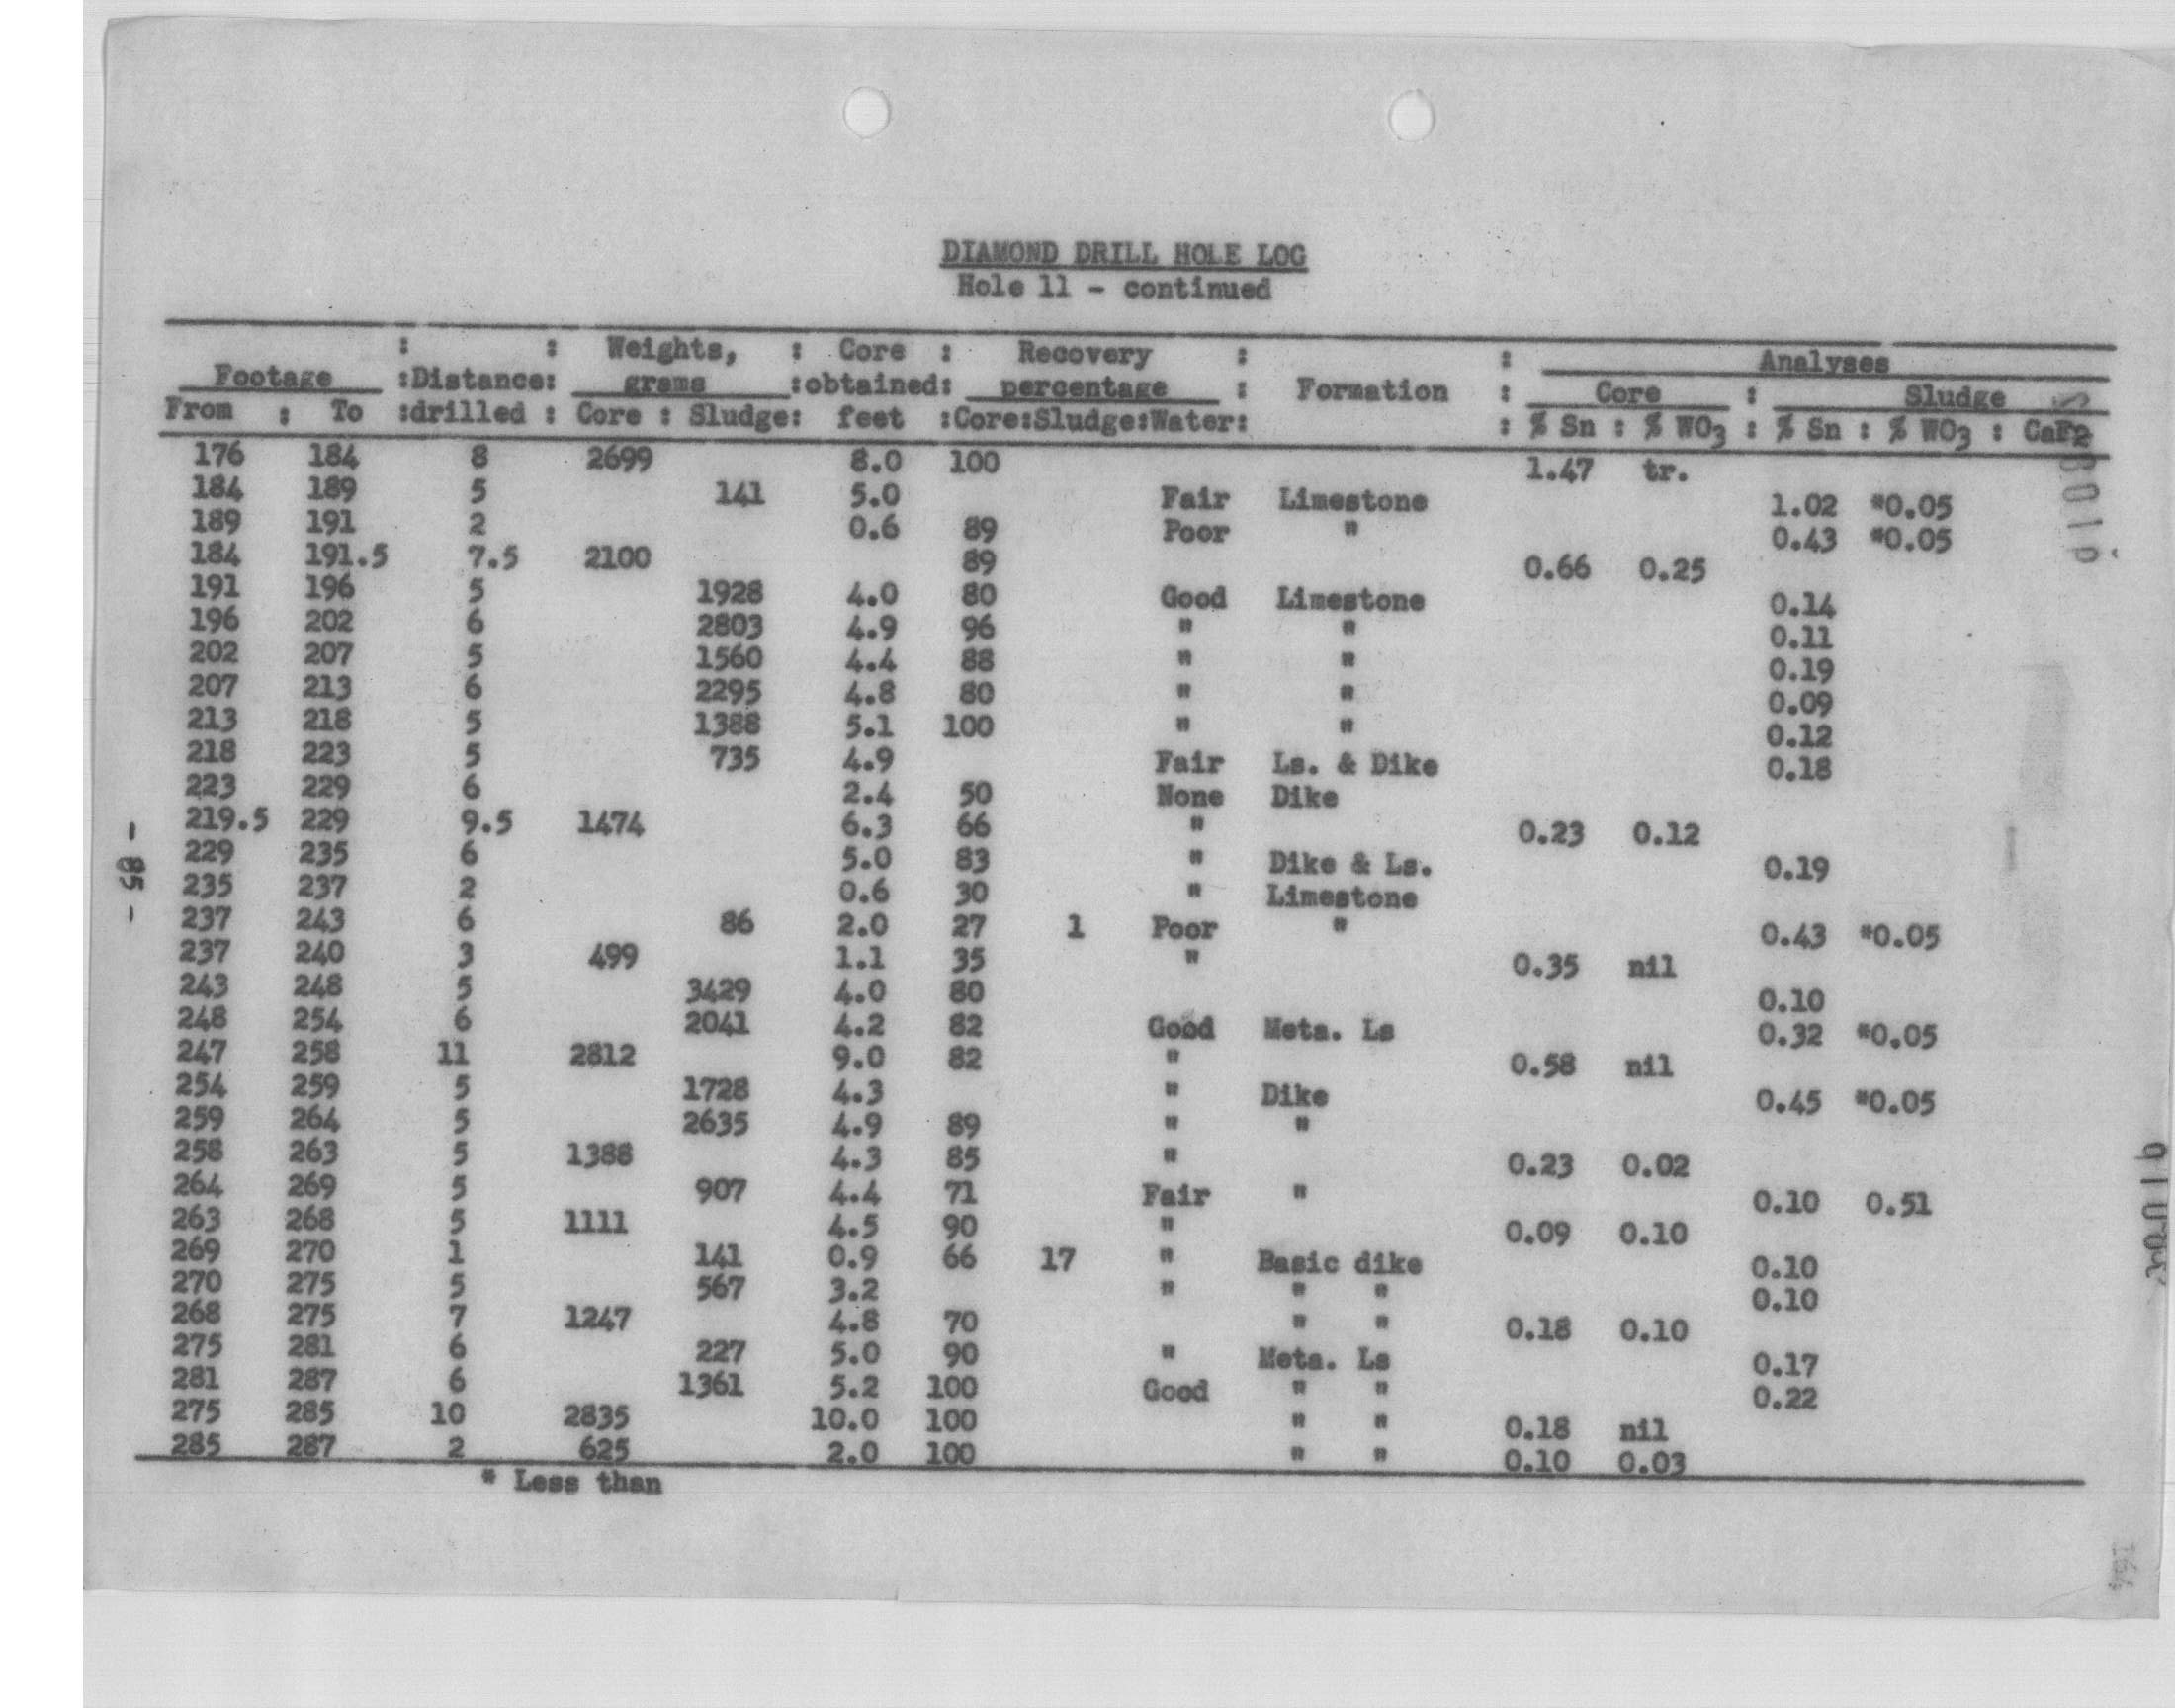 DIAMOND DRILL HOLE LOG
Hole 11 - continued
: : Weights, : Core : Recovery : : Analyses
Footage :Distance: grams :obtained: percentage : Formation : Core : Sludge
From : To :drilled : Core : Sludge: feet :Core:Sludge:Water: : % Sn : % WO3 : % Sn : % WO3 : CaF2
176 184 8 2699 8.0 100 1.47 tr.
184 189 5 141 5.0 Fair Limestone 1.02 *0.05
189 191 2 0.6 89 Poor " 0.43 *0.05
184 191.5 7.5 2100 89 0.66 0.25
191 196 5 1928 4.0 80 Good Limestone 0.14
196 202 6 2803 4.9 96 " " 0.11
202 207 5 1560 4.4 88 " " 0.19
207 213 6 2295 4.8 80 " " 0.09
213 218 5 1388 5.1 100 " " 0.12
218 223 5 735 4.9 Fair Ls. & Dike 0.18
223 229 6 2.4 50 None Dike
219.5 229 9.5 1474 6.3 66 " 0.23 0.12
229 235 6 5.0 83 " Dike & Ls. 0.19
235 237 2 0.6 30 " Limestone
237 243 6 86 2.0 27 1 Poor " 0.43 *0.05
237 240 3 499 1.1 35 " 0.35 nil
243 248 5 3429 4.0 80 0.10
248 254 6 2041 4.2 82 Good Meta. Ls 0.32 *0.05
247 258 11 2812 9.0 82 " 0.58 nil
254 259 5 1728 4.3 " Dike 0.45 *0.05
259 264 5 2635 4.9 89 " "
258 263 5 1388 4.3 85 " 0.23 0.02
264 269 5 907 4.4 71 Fair " 0.10 0.51
263 268 5 1111 4.5 90 " 0.09 0.10
269 270 1 141 0.9 66 17 " Basic dike 0.10
270 275 5 567 3.2 " " " 0.10
268 275 7 1247 4.8 70 " " 0.18 0.10
275 281 6 227 5.0 90 " Meta. Ls 0.17
281 287 6 1361 5.2 100 Good " " 0.22
275 285 10 2835 10.0 100 " " 0.18 nil
285 287 2 625 2.0 100 " " 0.10 0.03
* Less than
- 85 -